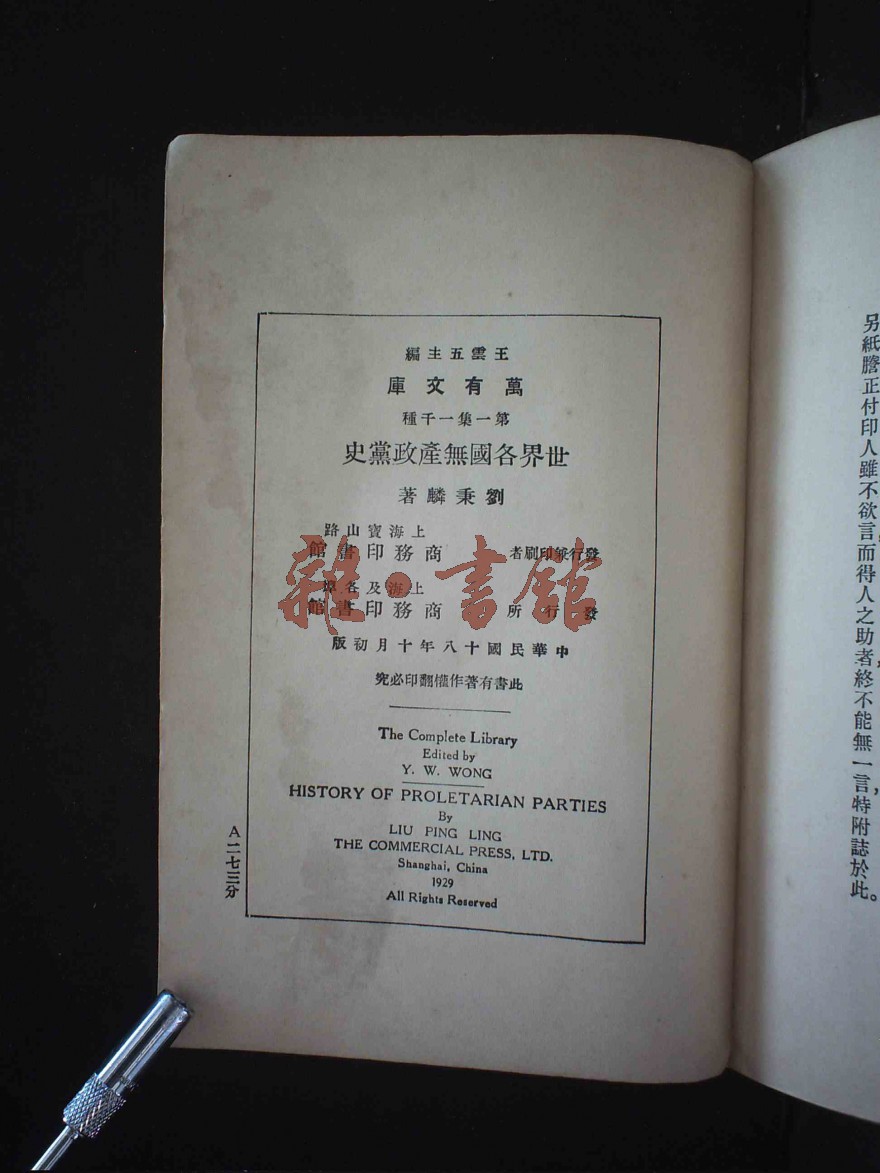 王雲五主編
萬有文庫
第一集一千種
世界各國無產政黨史
劉秉麟著
上海寶山路
發行兼印刷者 商務印書館
上海及各埠
發行所 商務印書館
中華民國十八年十月初版
此書有著作權翻印必究
The Complete Library
Edited by
Y. W. WONG
HISTORY OF PROLETARIAN PARTIES
By
LIU PING LING
THE COMMERCIAL PRESS, LTD.
Shanghai, China
1929
All Rights Reserved
A二七三分
另紙謄正付印人雖不欲言而得人之助者終不能無一言,特附誌於此。
雜·書館